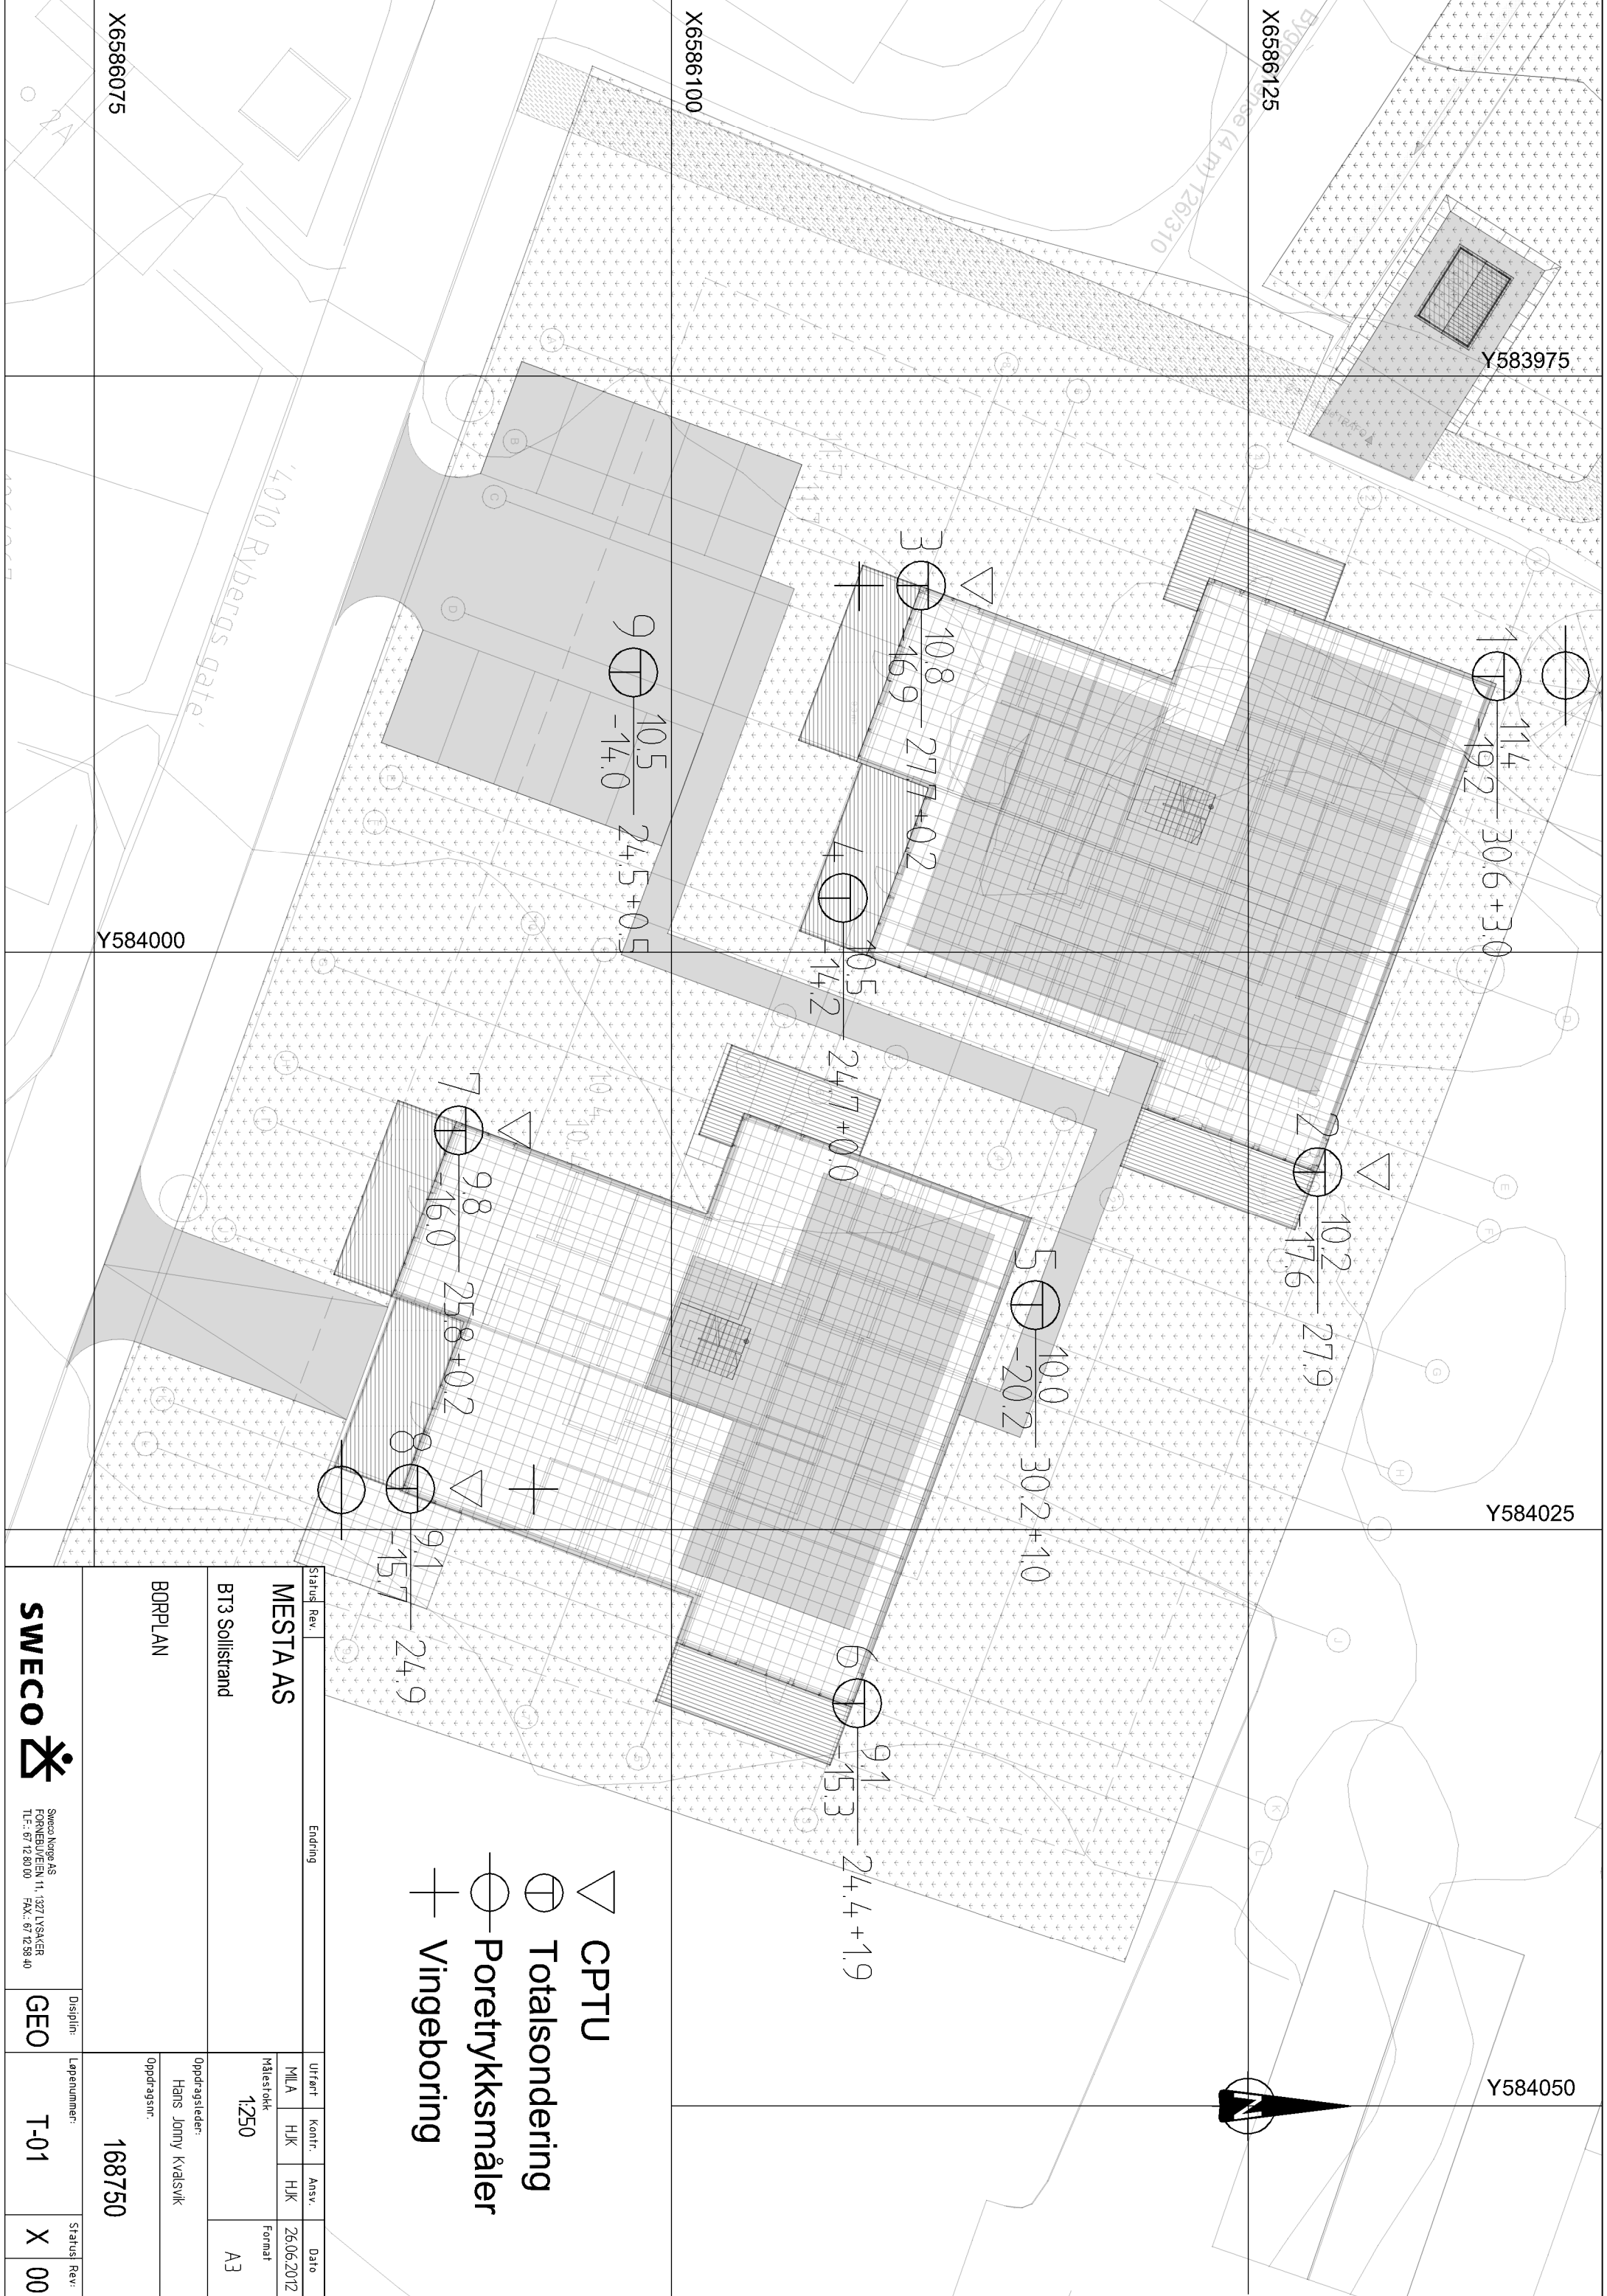 X6586075
X6586100
X6586125
Y583975
Y584000
Y584025
Y584050
Byggegrense (4 m) 126/310
'4010 Rybergs gate'
2A
1 11.4 30.6+3.0
-19.2
2 10.2 27.9
-17.6
3 10.8 27.7+0.2
-16.9
4 10.5 24.7+0.0
-14.2
5 10.0 30.2+1.0
-20.2
6 9.1 24.4+1.9
-15.3
7 9.8 25.8+0.2
-16.0
8 9.1 24.9
-15.7
9 10.5 24.5+0.5
-14.0
CPTU
Totalsondering
Poretrykksmåler
Vingeboring
N
Status Rev. Endring Utført Kontr. Ansv. Dato
MILA HJK HJK 26.06.2012
MESTA AS
Målestokk Format
1:250 A3
BT3 Sollistrand
Oppdragsleder:
Hans Jonny Kvalsvik
BORPLAN
Oppdragsnr.
168750
SWECO
Sweco Norge AS
FORNEBUVEIEN 11, 1327 LYSAKER
TLF.: 67 12 80 00 FAX.: 67 12 58 40
Disiplin: Løpenummer: Status: Rev:
GEO T-01 X 00